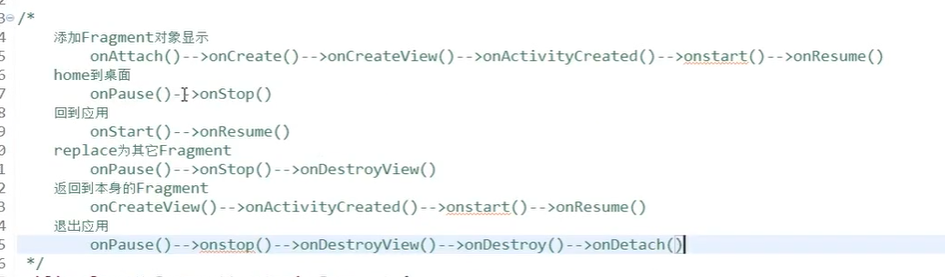 3 /*
4 添加Fragment对象显示
5 onAttach()-->onCreate()-->onCreateView()-->onActivityCreated()-->onstart()-->onResume()
6 home到桌面
7 onPause()-->onStop()
8 回到应用
9 onStart()-->onResume()
0 replace为其它Fragment
1 onPause()-->onStop()-->onDestroyView()
2 返回到本身的Fragment
3 onCreateView()-->onActivityCreated()-->onstart()-->onResume()
4 退出应用
5 onPause()-->onstop()-->onDestroyView()-->onDestroy()-->onDetach()
6 */